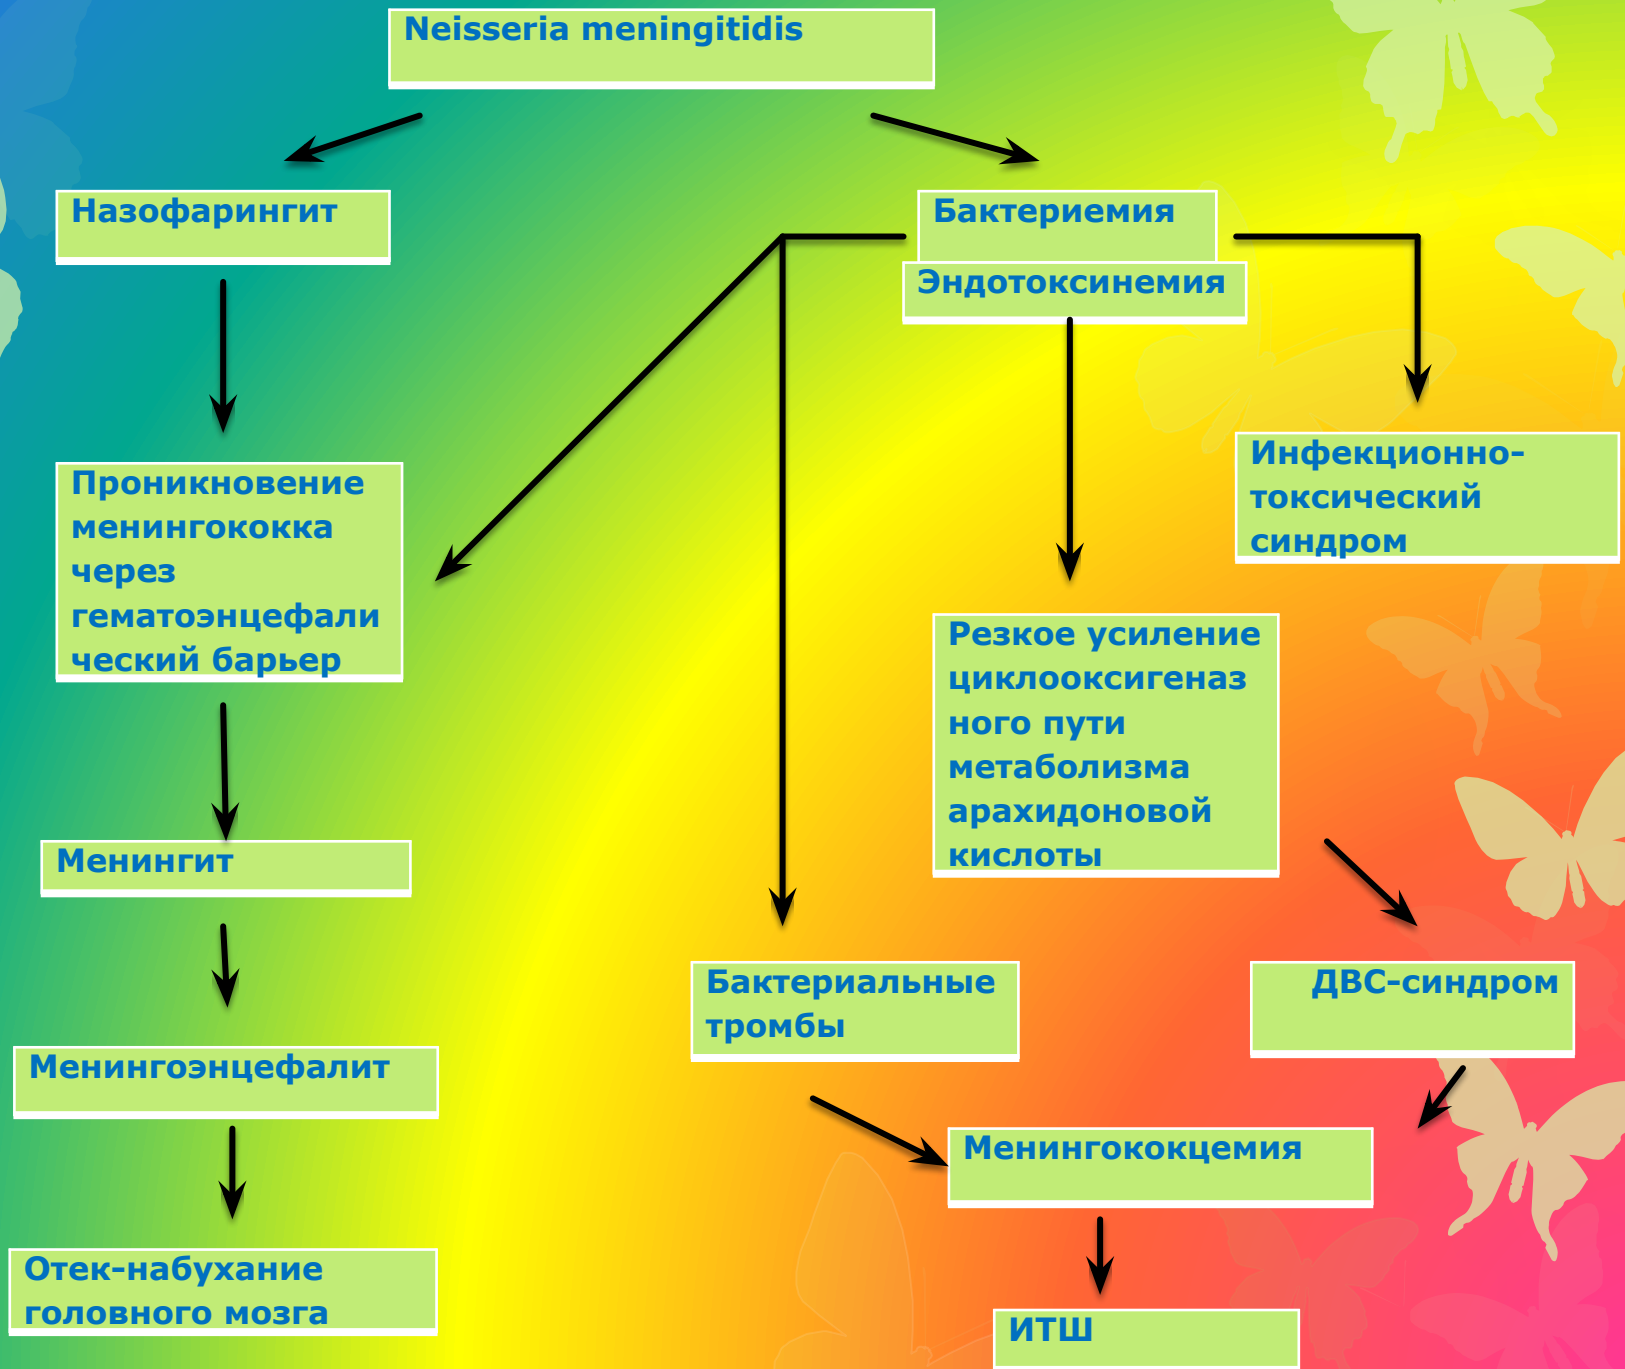 Neisseria meningitidis
Назофарингит
Бактериемия
Эндотоксинемия
Проникновение
менингококка
через
гематоэнцефали
ческий барьер
Инфекционно-
токсический
синдром
Резкое усиление
циклооксигеназ
ного пути
метаболизма
арахидоновой
кислоты
Менингит
Бактериальные
тромбы
ДВС-синдром
Менингоэнцефалит
Менингококцемия
Отек-набухание
головного мозга
ИТШ